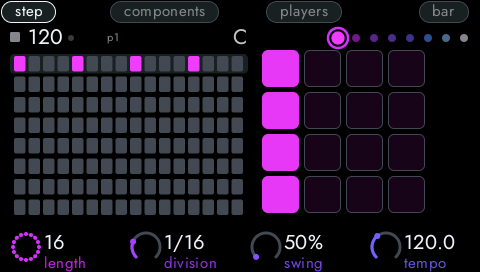 step components players bar
120 p1 C
16 1/16 50% 120.0
length division swing tempo